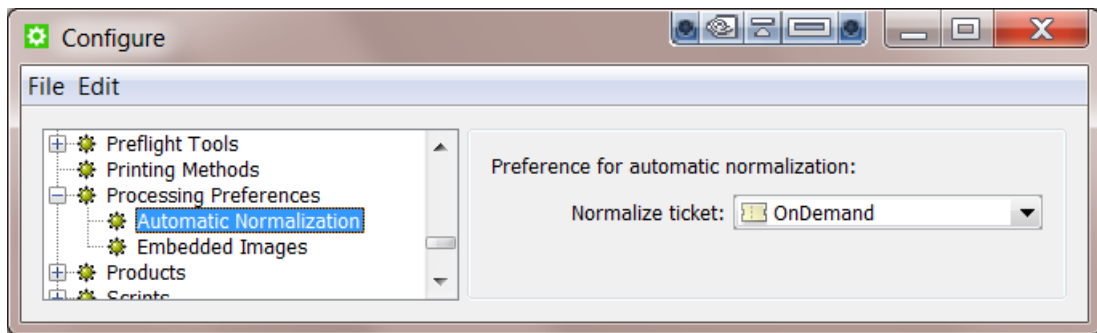 Configure
File Edit
Preflight Tools
Printing Methods
Processing Preferences
Automatic Normalization
Embedded Images
Products
Scripts
Preference for automatic normalization:
Normalize ticket: OnDemand